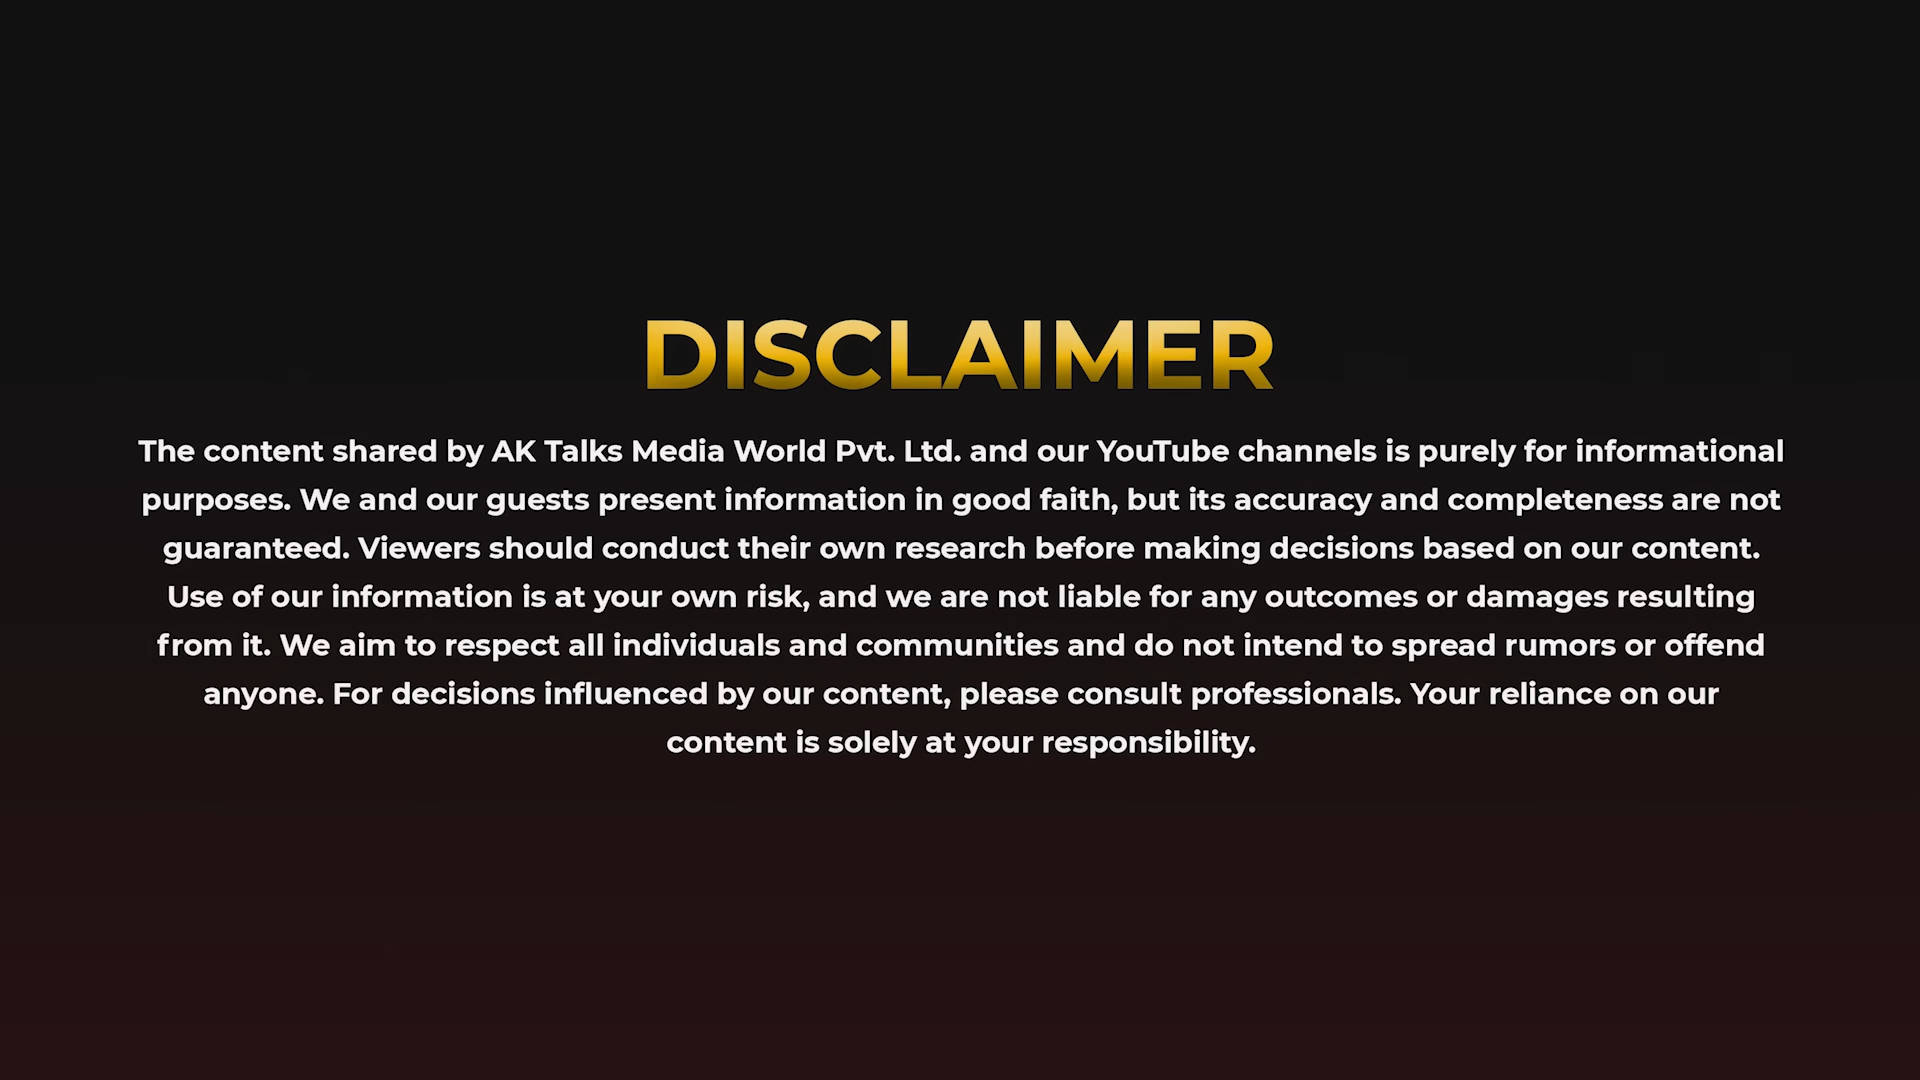 DISCLAIMER
The content shared by AK Talks Media World Pvt. Ltd. and our YouTube channels is purely for informational
purposes. We and our guests present information in good faith, but its accuracy and completeness are not
guaranteed. Viewers should conduct their own research before making decisions based on our content.
Use of our information is at your own risk, and we are not liable for any outcomes or damages resulting
from it. We aim to respect all individuals and communities and do not intend to spread rumors or offend
anyone. For decisions influenced by our content, please consult professionals. Your reliance on our
content is solely at your responsibility.